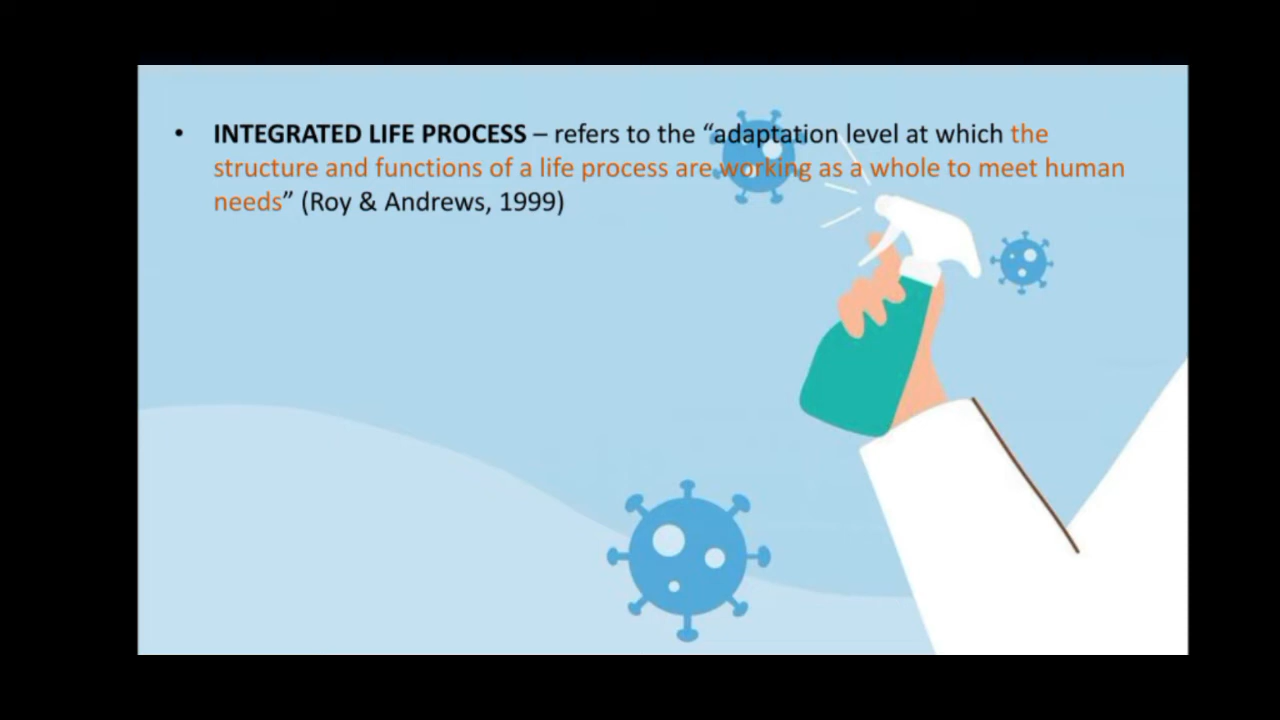 • INTEGRATED LIFE PROCESS – refers to the “adaptation level at which the
structure and functions of a life process are working as a whole to meet human
needs” (Roy & Andrews, 1999)